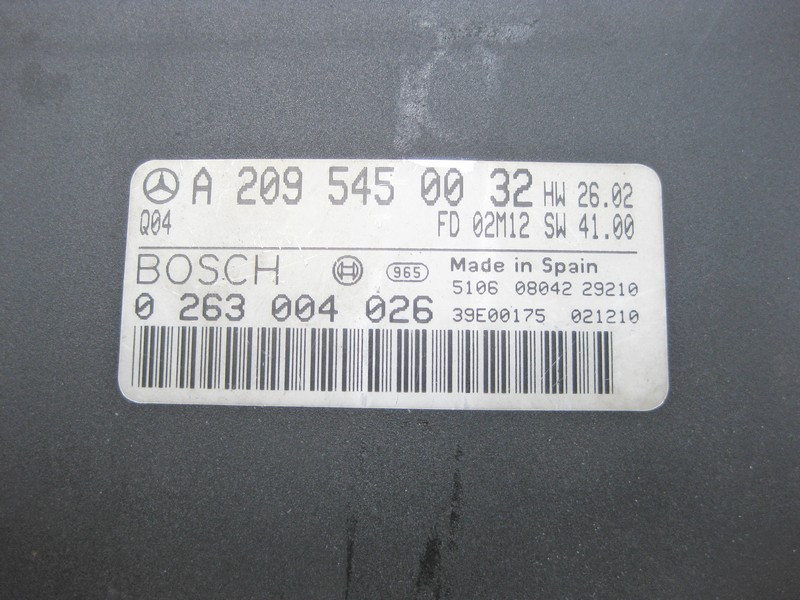 A 209 545 00 32 HW 26.02
Q04 FD 02M12 SW 41.00
BOSCH 965 Made in Spain
5106 08042 29210
0 263 004 026 39E00175 021210